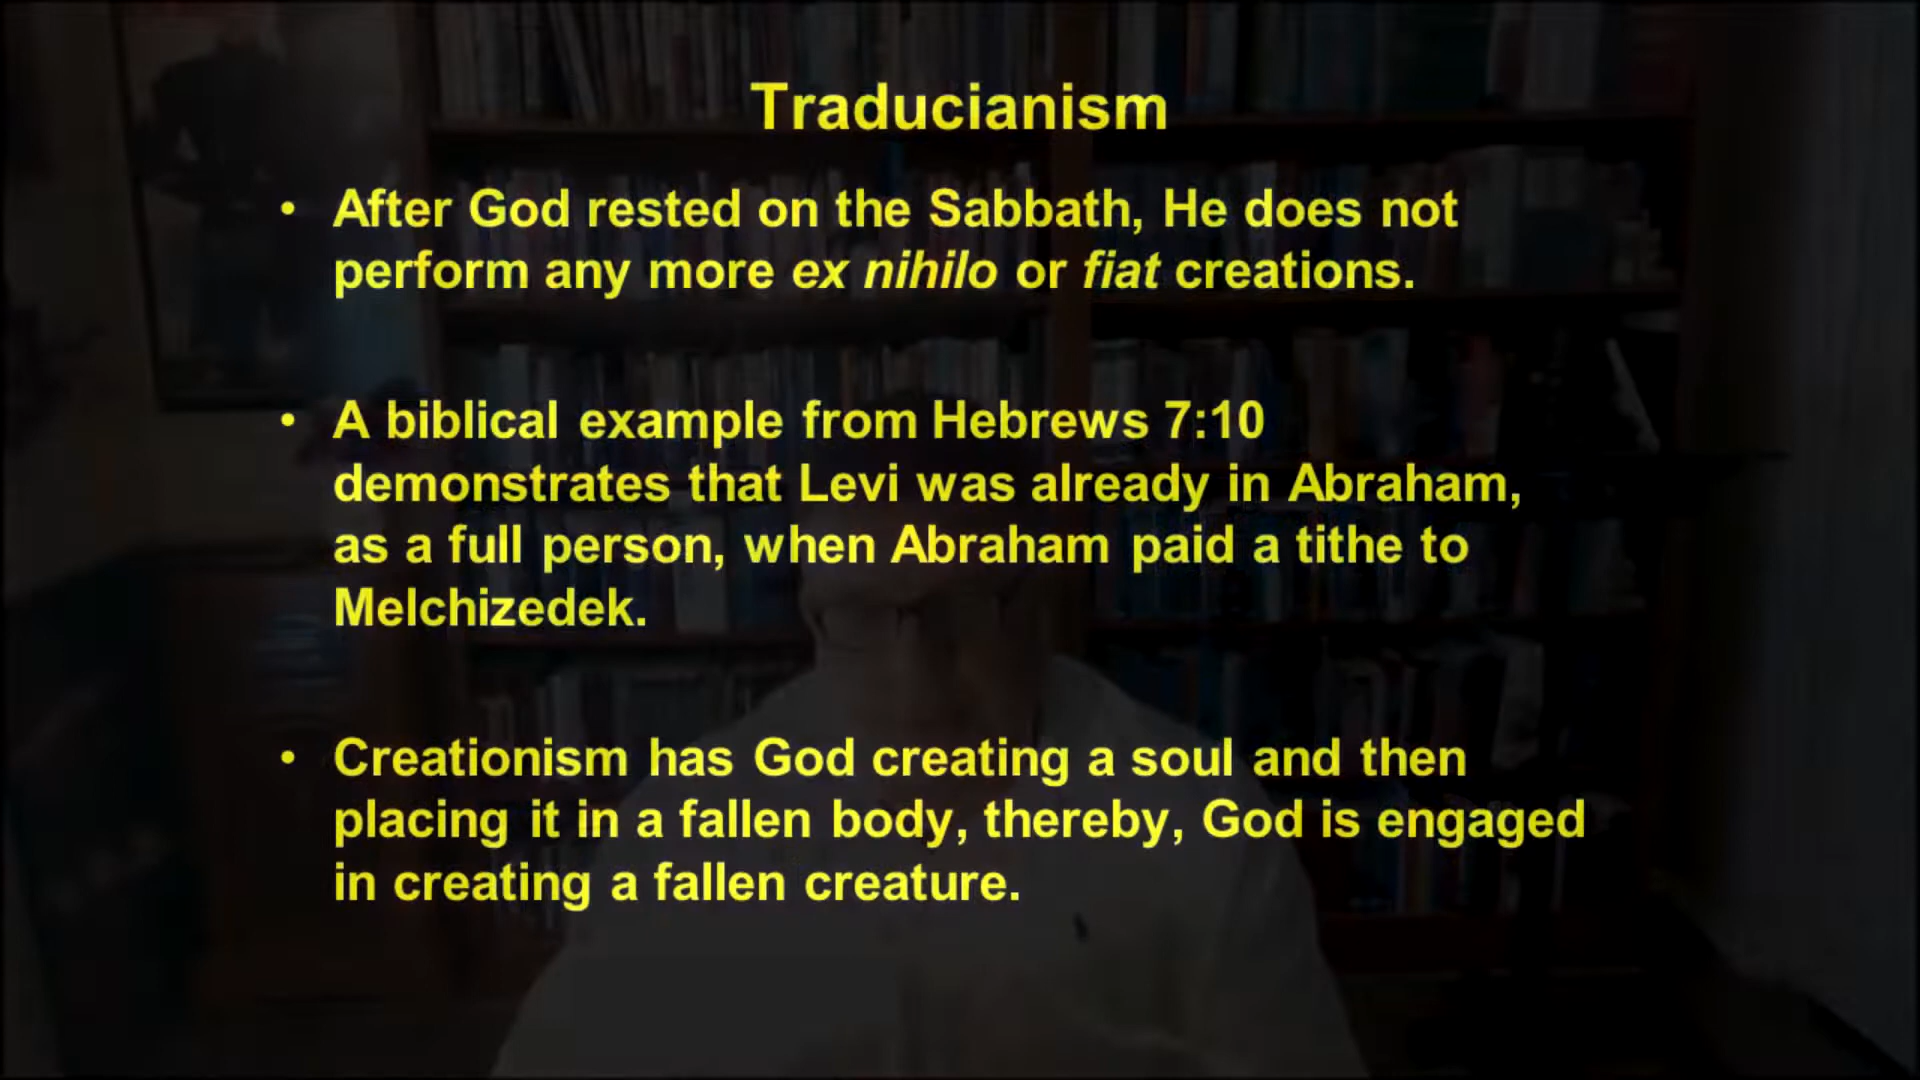 Traducianism
• After God rested on the Sabbath, He does not
perform any more ex nihilo or fiat creations.
• A biblical example from Hebrews 7:10
demonstrates that Levi was already in Abraham,
as a full person, when Abraham paid a tithe to
Melchizedek.
• Creationism has God creating a soul and then
placing it in a fallen body, thereby, God is engaged
in creating a fallen creature.